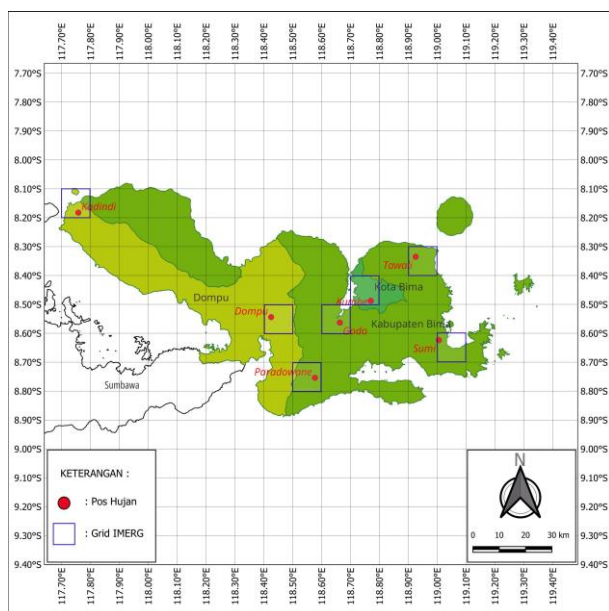 117.70°E 117.80°E 117.90°E 118.00°E 118.10°E 118.20°E 118.30°E 118.40°E 118.50°E 118.60°E 118.70°E 118.80°E 118.90°E 119.00°E 119.10°E 119.20°E 119.30°E 119.40°E
7.70°S 7.70°S
7.80°S 7.80°S
7.90°S 7.90°S
8.00°S 8.00°S
8.10°S 8.10°S
Kadindi
8.20°S 8.20°S
8.30°S 8.30°S
Tawali
8.40°S 8.40°S
Kota Bima
Dompu
8.50°S 8.50°S
Dompu
Kabupaten Bima
8.60°S 8.60°S
Sumi
8.70°S 8.70°S
Paradowane
Sumbawa
8.80°S 8.80°S
8.90°S 8.90°S
9.00°S 9.00°S
KETERANGAN :
N
9.10°S 9.10°S
: Pos Hujan
9.20°S 9.20°S
: Grid IMERG
9.30°S 9.30°S
0 10 20 30 km
9.40°S 9.40°S
117.70°E 117.80°E 117.90°E 118.00°E 118.10°E 118.20°E 118.30°E 118.40°E 118.50°E 118.60°E 118.70°E 118.80°E 118.90°E 119.00°E 119.10°E 119.20°E 119.30°E 119.40°E